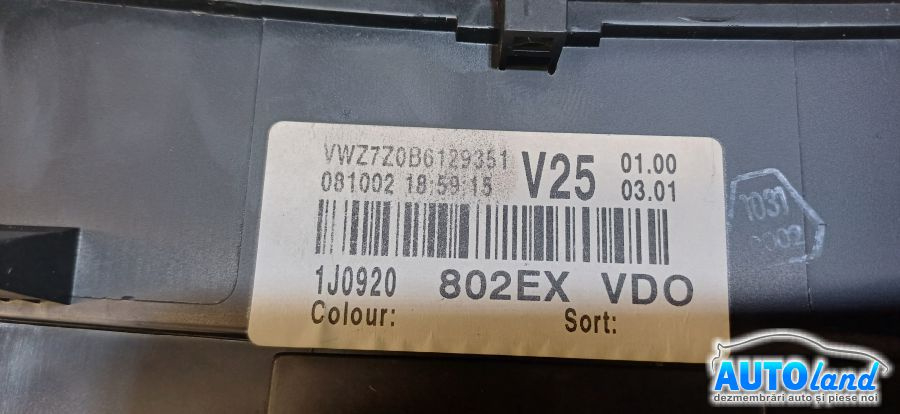 VWZ7Z0B6129351 V25 01.00
081002 18:59:15 03.01
1J0920 802EX VDO
Colour: Sort:
1031
AUTOland
dezmembrări auto și piese noi